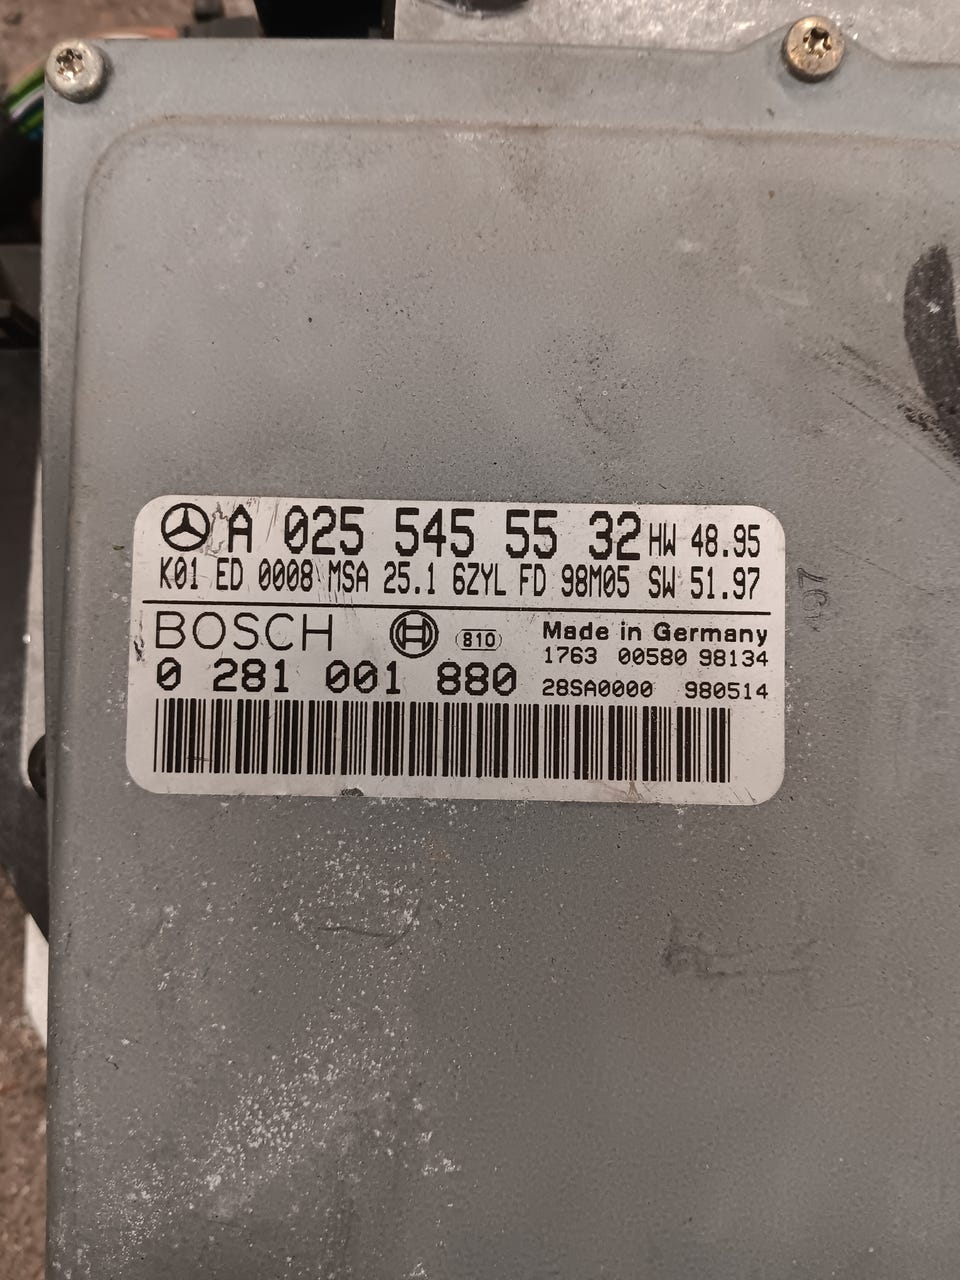 A 025 545 55 32 HW 48.95
K01 ED 0008 MSA 25.1 6ZYL FD 98M05 SW 51.97
BOSCH 810 Made in Germany
1763 00580 98134
0 281 001 880 28SA0000 980514